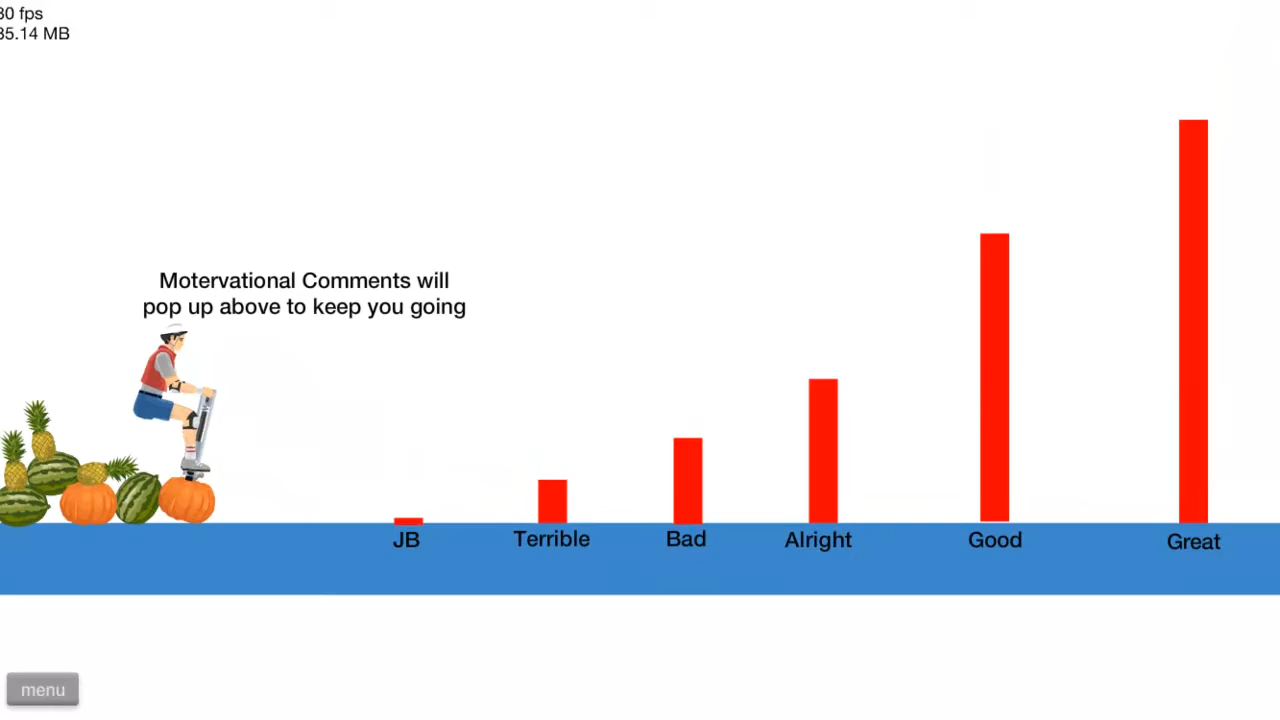 30 fps
85.14 MB
Motervational Comments will
pop up above to keep you going
JB
Terrible
Bad
Alright
Good
Great
menu